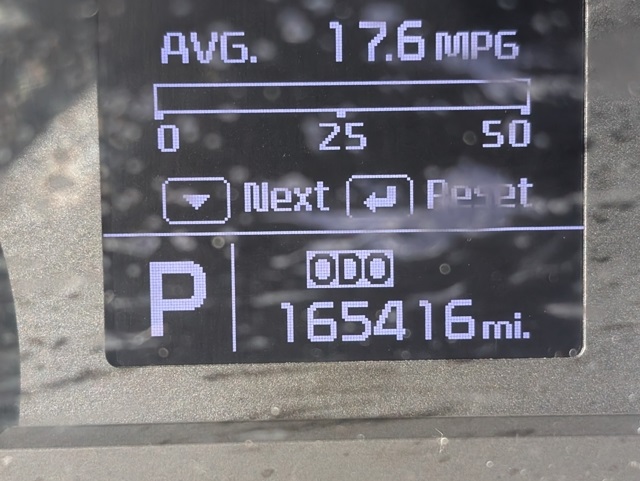 AVG. 17.6 MPG
0 25 50
Next Reset
P ODO
165416 mi.